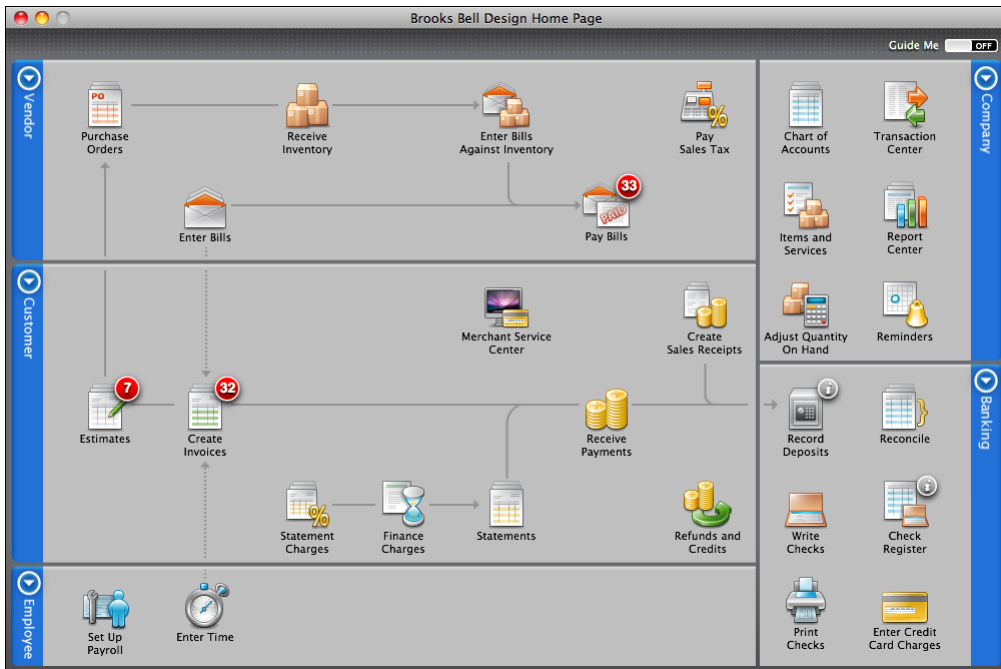 Brooks Bell Design Home Page
Guide Me
OFF
Vendor
PO
Purchase
Orders
Receive
Inventory
Enter Bills
Against Inventory
%
Pay
Sales Tax
Enter Bills
PAID
33
Pay Bills
Customer
Merchant Service
Center
Create
Sales Receipts
7
Estimates
32
Create
Invoices
Receive
Payments
%
Statement
Charges
Finance
Charges
Statements
Refunds and
Credits
Employee
Set Up
Payroll
Enter Time
Company
Chart of
Accounts
Transaction
Center
Items and
Services
Report
Center
Adjust Quantity
On Hand
Reminders
Banking
i
Record
Deposits
Reconcile
Write
Checks
i
Check
Register
Print
Checks
Enter Credit
Card Charges